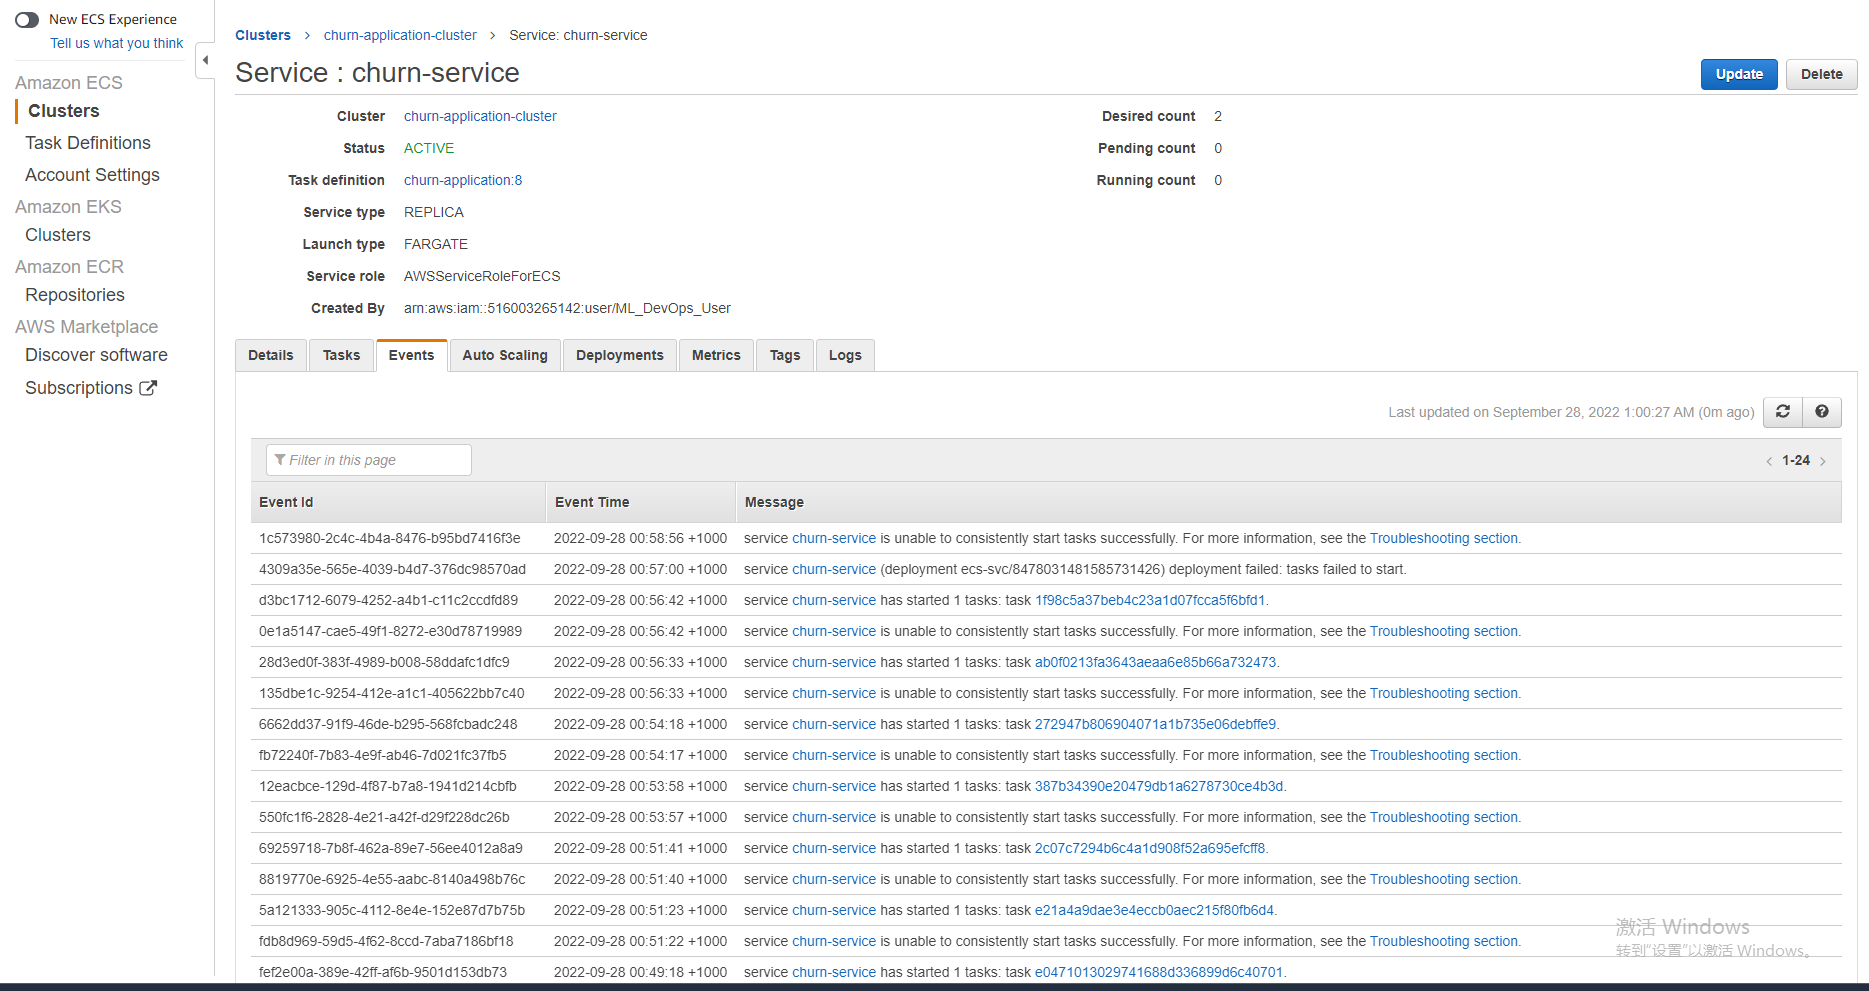 New ECS Experience
Tell us what you think
Amazon ECS
Clusters
Task Definitions
Account Settings
Amazon EKS
Clusters
Amazon ECR
Repositories
AWS Marketplace
Discover software
Subscriptions
Clusters > churn-application-cluster > Service: churn-service
Service : churn-service
Update Delete
Cluster churn-application-cluster
Status ACTIVE
Task definition churn-application:8
Service type REPLICA
Launch type FARGATE
Service role AWSServiceRoleForECS
Created By arn:aws:iam::516003265142:user/ML_DevOps_User
Desired count 2
Pending count 0
Running count 0
Details Tasks Events Auto Scaling Deployments Metrics Tags Logs
Last updated on September 28, 2022 1:00:27 AM (0m ago)
Filter in this page
< 1-24 >
Event Id Event Time Message
1c573980-2c4c-4b4a-8476-b95bd7416f3e 2022-09-28 00:58:56 +1000 service churn-service is unable to consistently start tasks successfully. For more information, see the Troubleshooting section.
4309a35e-565e-4039-b4d7-376dc98570ad 2022-09-28 00:57:00 +1000 service churn-service (deployment ecs-svc/8478031481585731426) deployment failed: tasks failed to start.
d3bc1712-6079-4252-a4b1-c11c2ccdfd89 2022-09-28 00:56:42 +1000 service churn-service has started 1 tasks: task 1f98c5a37beb4c23a1d07fcca5f6bfd1.
0e1a5147-cae5-49f1-8272-e30d78719989 2022-09-28 00:56:42 +1000 service churn-service is unable to consistently start tasks successfully. For more information, see the Troubleshooting section.
28d3ed0f-383f-4989-b008-58ddafc1dfc9 2022-09-28 00:56:33 +1000 service churn-service has started 1 tasks: task ab0f0213fa3643aeaa6e85b66a732473.
135dbe1c-9254-412e-a1c1-405622bb7c40 2022-09-28 00:56:33 +1000 service churn-service is unable to consistently start tasks successfully. For more information, see the Troubleshooting section.
6662dd37-91f9-46de-b295-568fcbadc248 2022-09-28 00:54:18 +1000 service churn-service has started 1 tasks: task 272947b806904071a1b735e06debffe9.
fb72240f-7b83-4e9f-ab46-7d021fc37fb5 2022-09-28 00:54:17 +1000 service churn-service is unable to consistently start tasks successfully. For more information, see the Troubleshooting section.
12eacbce-129d-4f87-b7a8-1941d214cbfb 2022-09-28 00:53:58 +1000 service churn-service has started 1 tasks: task 387b34390e20479db1a6278730ce4b3d.
550fc1f6-2828-4e21-a42f-d29f228dc26b 2022-09-28 00:53:57 +1000 service churn-service is unable to consistently start tasks successfully. For more information, see the Troubleshooting section.
69259718-7b8f-462a-89e7-56ee4012a8a9 2022-09-28 00:51:41 +1000 service churn-service has started 1 tasks: task 2c07c7294b6c4a1d908f52a695efcff8.
8819770e-6925-4e55-aabc-8140a498b76c 2022-09-28 00:51:40 +1000 service churn-service is unable to consistently start tasks successfully. For more information, see the Troubleshooting section.
5a121333-905c-4112-8e4e-152e87d7b75b 2022-09-28 00:51:23 +1000 service churn-service has started 1 tasks: task e21a4a9dae3e4eccb0aec215f80fb6d4.
fdb8d969-59d5-4f62-8ccd-7aba7186bf18 2022-09-28 00:51:22 +1000 service churn-service is unable to consistently start tasks successfully. For more information, see the Troubleshooting section.
fef2e00a-389e-42ff-af6b-9501d153db73 2022-09-28 00:49:18 +1000 service churn-service has started 1 tasks: task e0471013029741688d336899d6c40701.
激活 Windows
转到"设置"以激活 Windows。